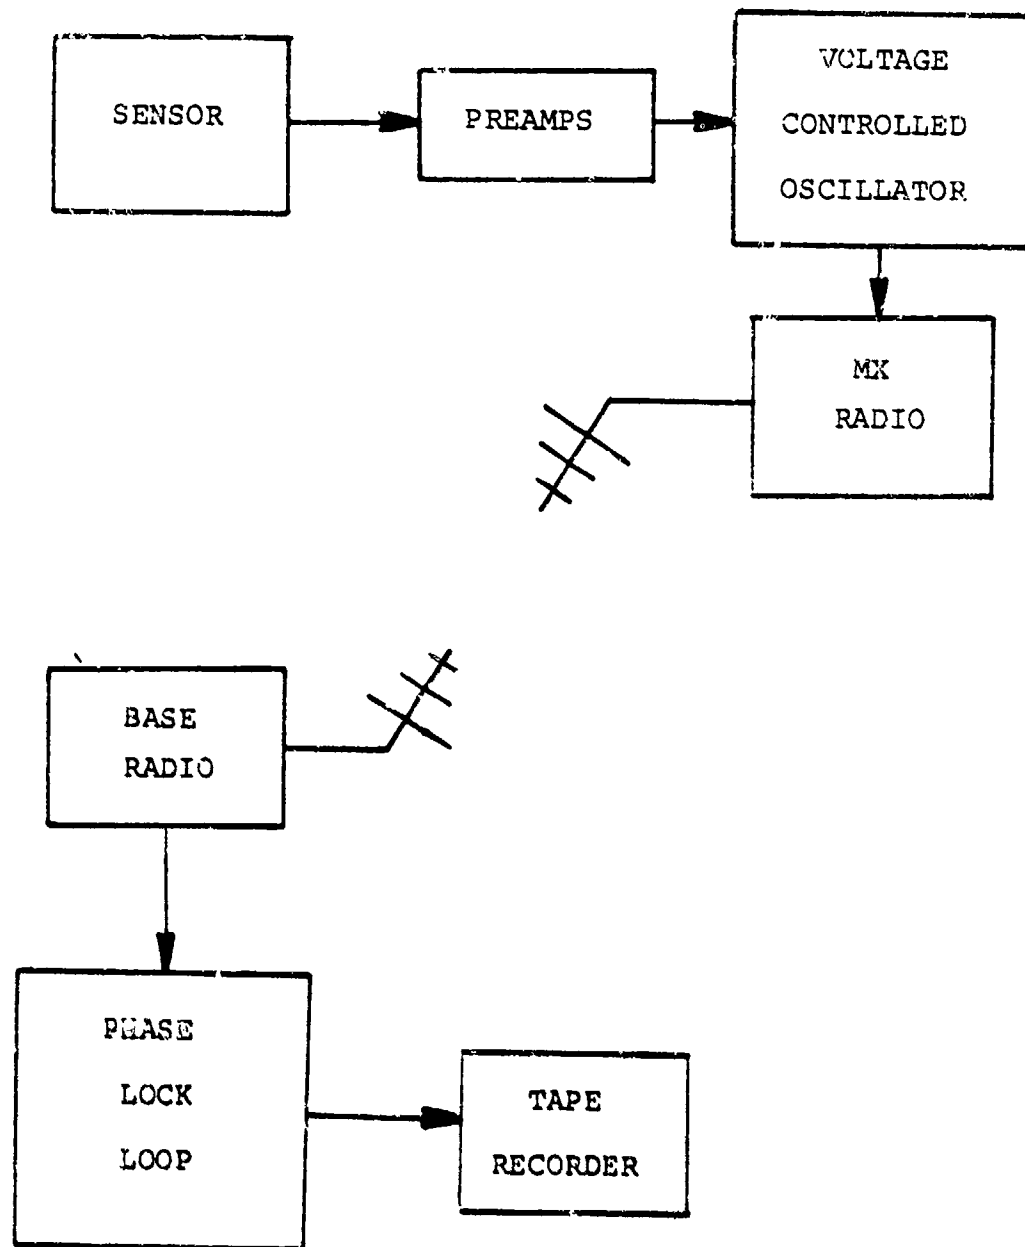 SENSOR
PREAMPS
VOLTAGE
CONTROLLED
OSCILLATOR
MX
RADIO
BASE
RADIO
PHASE
LOCK
LOOP
TAPE
RECORDER